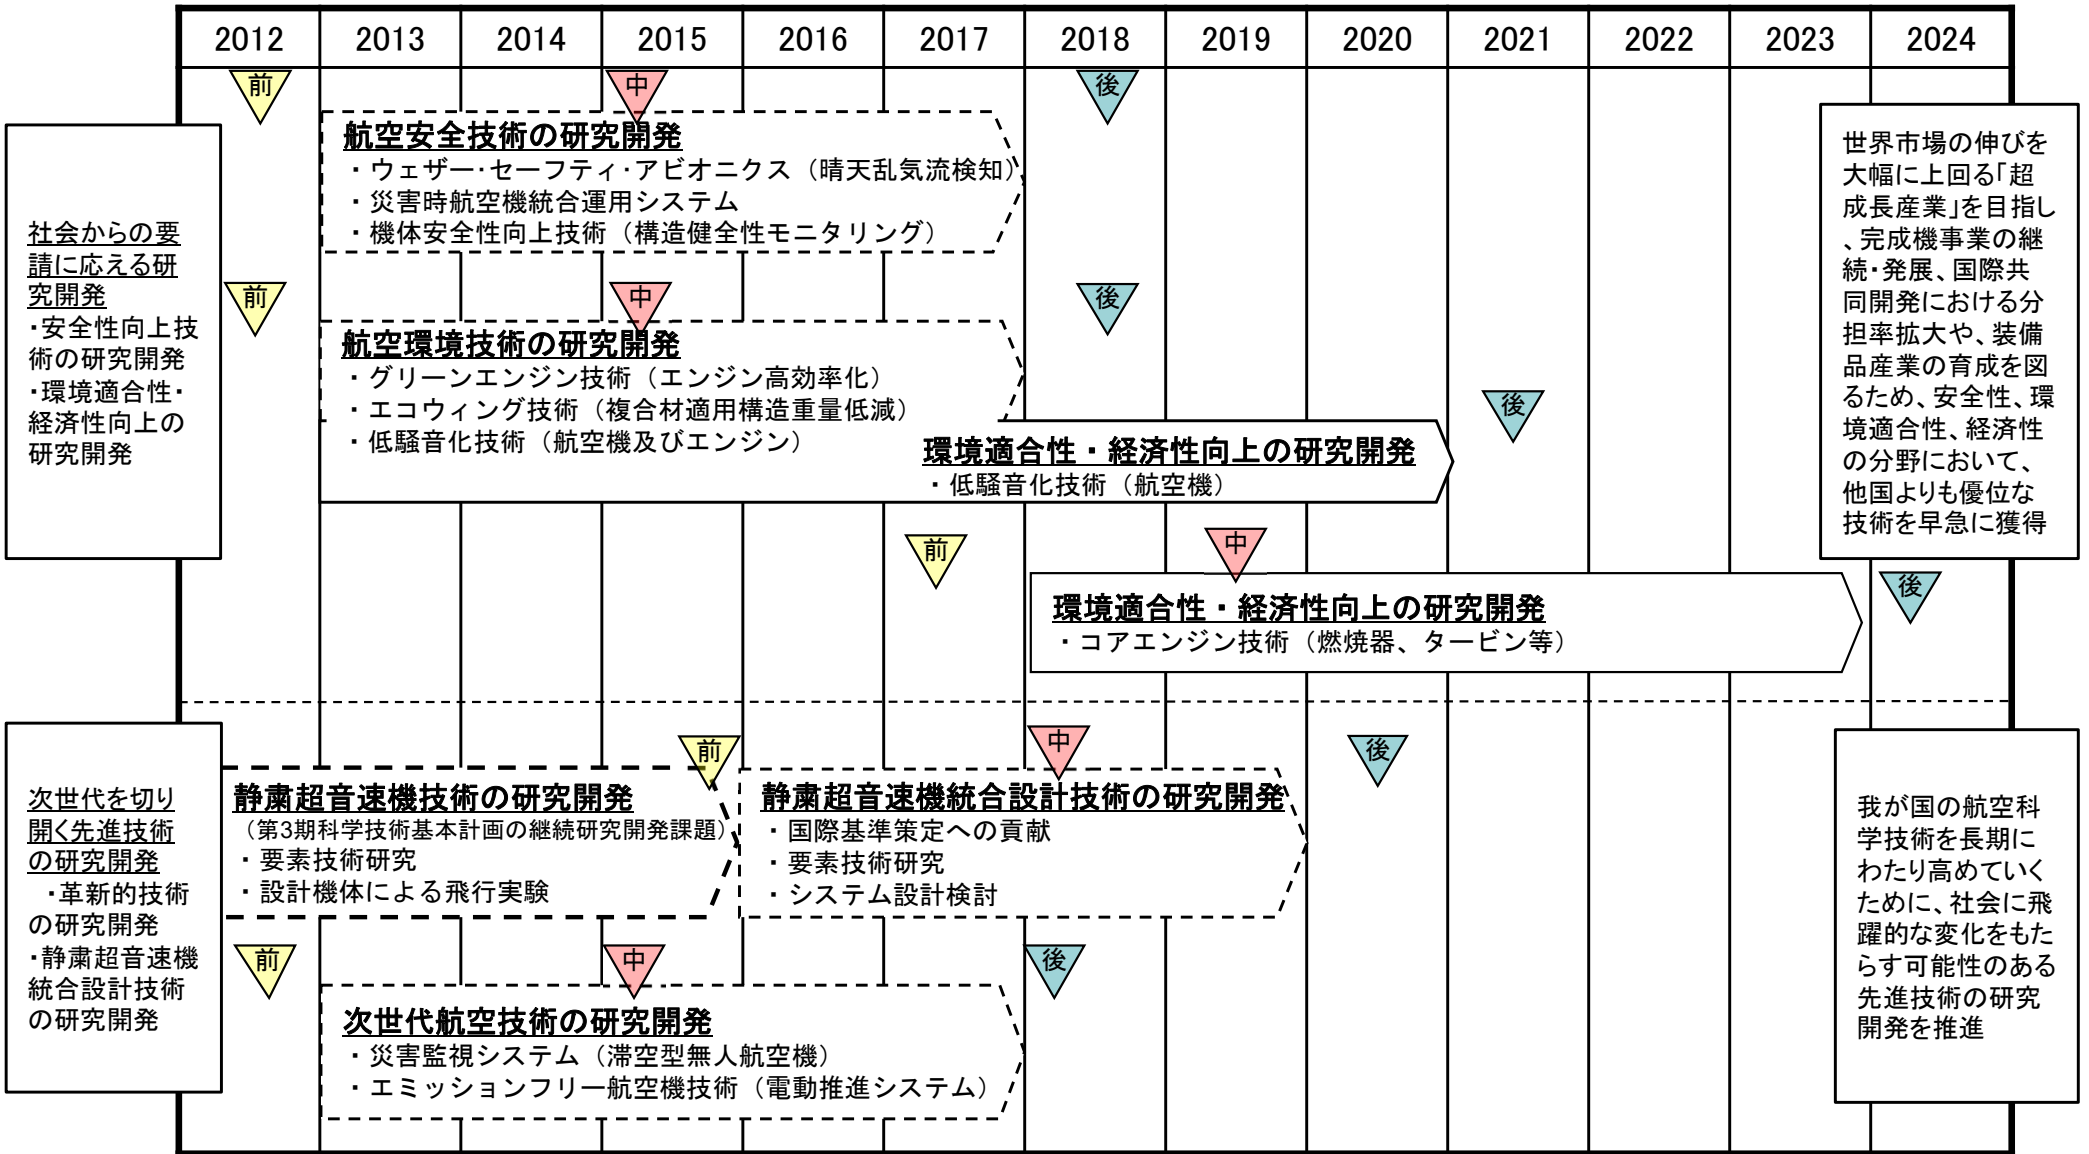 2012 2013 2014 2015 2016 2017 2018 2019 2020 2021 2022 2023 2024
社会からの要
請に応える研
究開発
・安全性向上技
術の研究開発
・環境適合性・
経済性向上の
研究開発
前 中 後
航空安全技術の研究開発
・ウェザー・セーフティ・アビオニクス（晴天乱気流検知）
・災害時航空機統合運用システム
・機体安全性向上技術（構造健全性モニタリング）
前 中 後
航空環境技術の研究開発
・グリーンエンジン技術（エンジン高効率化）
・エコウィング技術（複合材適用構造重量低減）
・低騒音化技術（航空機及びエンジン）
後
環境適合性・経済性向上の研究開発
・低騒音化技術（航空機）
前 中 後
環境適合性・経済性向上の研究開発
・コアエンジン技術（燃焼器、タービン等）
世界市場の伸びを
大幅に上回る「超
成長産業」を目指し
、完成機事業の継
続・発展、国際共
同開発における分
担率拡大や、装備
品産業の育成を図
るため、安全性、環
境適合性、経済性
の分野において、
他国よりも優位な
技術を早急に獲得
次世代を切り
開く先進技術
の研究開発
・革新的技術
の研究開発
・静粛超音速機
統合設計技術
の研究開発
前 中 後
静粛超音速機技術の研究開発
（第3期科学技術基本計画の継続研究開発課題）
・要素技術研究
・設計機体による飛行実験
静粛超音速機統合設計技術の研究開発
・国際基準策定への貢献
・要素技術研究
・システム設計検討
前 中 後
次世代航空技術の研究開発
・災害監視システム（滞空型無人航空機）
・エミッションフリー航空機技術（電動推進システム）
我が国の航空科
学技術を長期に
わたり高めていく
ために、社会に飛
躍的な変化をもた
らす可能性のある
先進技術の研究
開発を推進